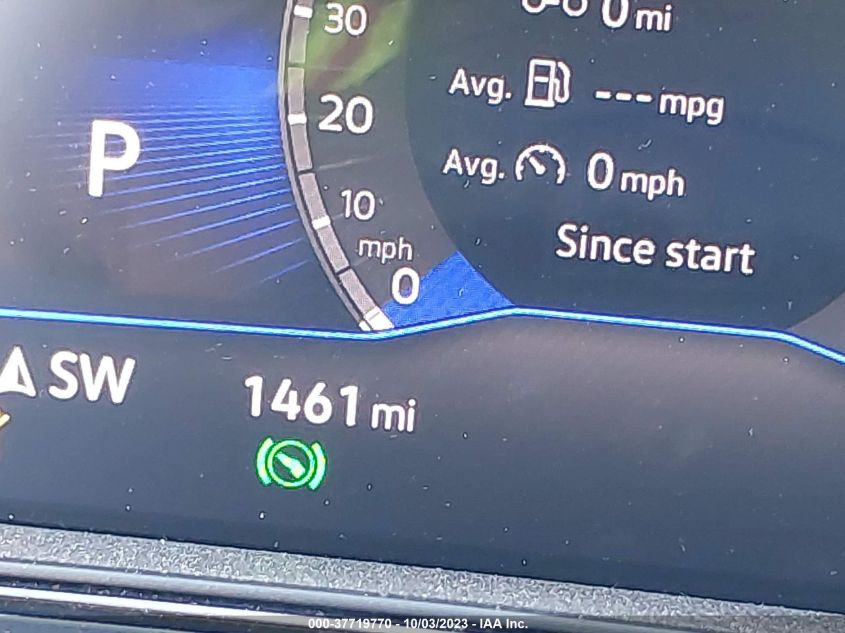 30
20
10
mph
0
P
0 mi
Avg. --- mpg
Avg. 0 mph
Since start
SW
1461 mi
000-37719770 - 10/03/2023 - IAA Inc.